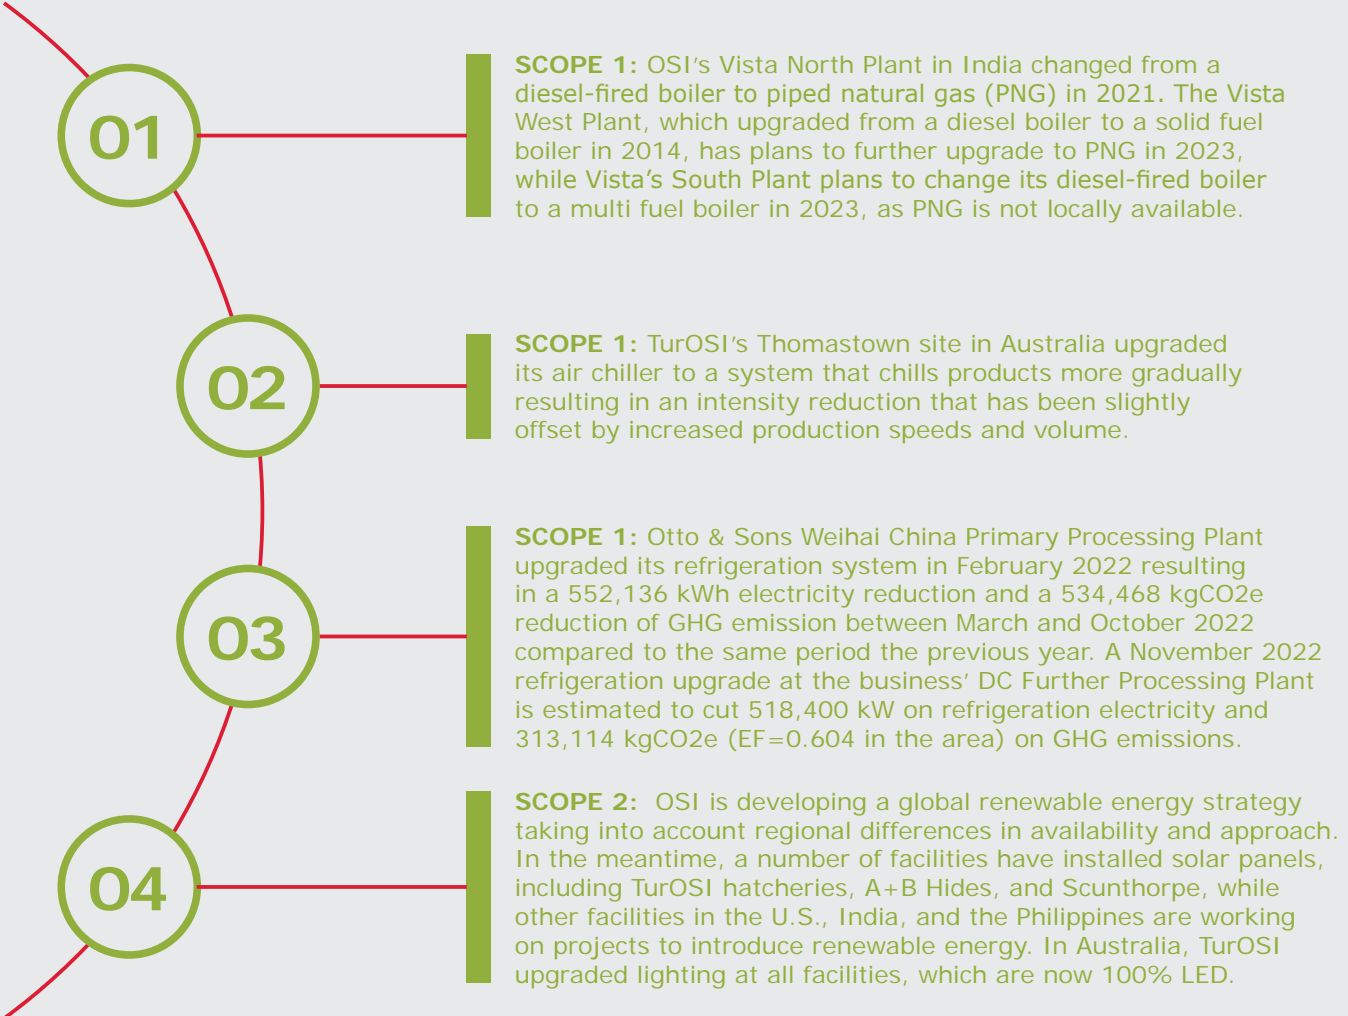 01
SCOPE 1: OSI's Vista North Plant in India changed from a
diesel-fired boiler to piped natural gas (PNG) in 2021. The Vista
West Plant, which upgraded from a diesel boiler to a solid fuel
boiler in 2014, has plans to further upgrade to PNG in 2023,
while Vista's South Plant plans to change its diesel-fired boiler
to a multi fuel boiler in 2023, as PNG is not locally available.
02
SCOPE 1: TurOSI's Thomastown site in Australia upgraded
its air chiller to a system that chills products more gradually
resulting in an intensity reduction that has been slightly
offset by increased production speeds and volume.
03
SCOPE 1: Otto & Sons Weihai China Primary Processing Plant
upgraded its refrigeration system in February 2022 resulting
in a 552,136 kWh electricity reduction and a 534,468 kgCO2e
reduction of GHG emission between March and October 2022
compared to the same period the previous year. A November 2022
refrigeration upgrade at the business' DC Further Processing Plant
is estimated to cut 518,400 kW on refrigeration electricity and
313,114 kgCO2e (EF=0.604 in the area) on GHG emissions.
04
SCOPE 2: OSI is developing a global renewable energy strategy
taking into account regional differences in availability and approach.
In the meantime, a number of facilities have installed solar panels,
including TurOSI hatcheries, A+B Hides, and Scunthorpe, while
other facilities in the U.S., India, and the Philippines are working
on projects to introduce renewable energy. In Australia, TurOSI
upgraded lighting at all facilities, which are now 100% LED.